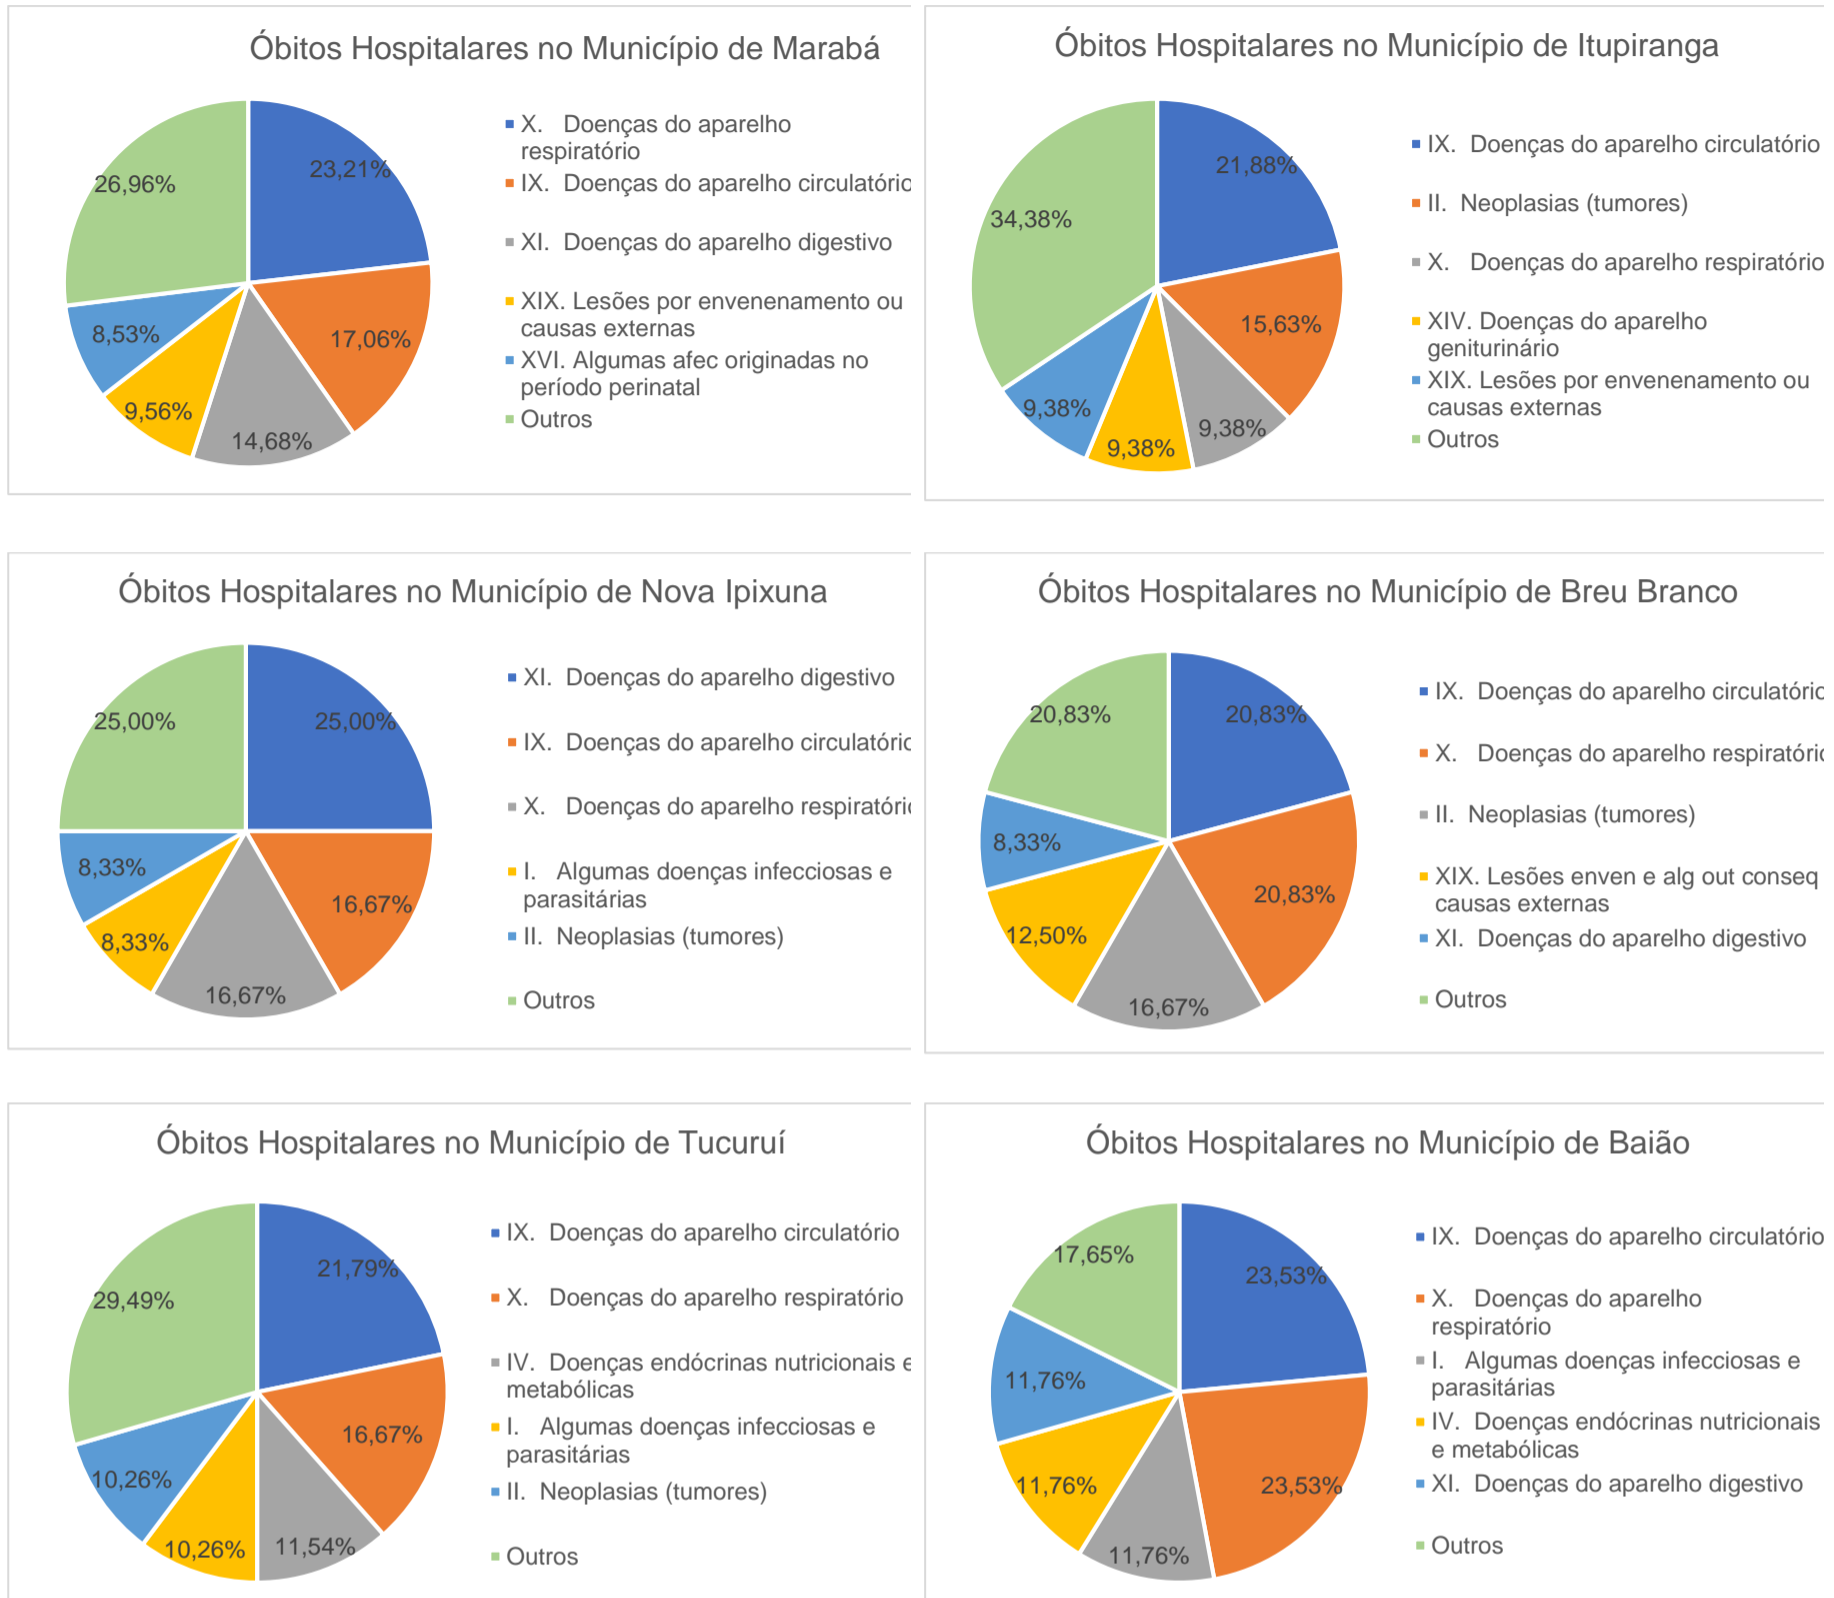 Óbitos Hospitalares no Município de Marabá
23,21%
17,06%
14,68%
9,56%
8,53%
26,96%
X. Doenças do aparelho
respiratório
IX. Doenças do aparelho circulatório
XI. Doenças do aparelho digestivo
XIX. Lesões por envenenamento ou
causas externas
XVI. Algumas afec originadas no
período perinatal
Outros
Óbitos Hospitalares no Município de Itupiranga
21,88%
15,63%
9,38%
9,38%
9,38%
34,38%
IX. Doenças do aparelho circulatório
II. Neoplasias (tumores)
X. Doenças do aparelho respiratório
XIV. Doenças do aparelho
geniturinário
XIX. Lesões por envenenamento ou
causas externas
Outros
Óbitos Hospitalares no Município de Nova Ipixuna
25,00%
16,67%
16,67%
8,33%
8,33%
25,00%
XI. Doenças do aparelho digestivo
IX. Doenças do aparelho circulatório
X. Doenças do aparelho respiratório
I. Algumas doenças infecciosas e
parasitárias
II. Neoplasias (tumores)
Outros
Óbitos Hospitalares no Município de Breu Branco
20,83%
20,83%
16,67%
12,50%
8,33%
20,83%
IX. Doenças do aparelho circulatório
X. Doenças do aparelho respiratório
II. Neoplasias (tumores)
XIX. Lesões enven e alg out conseq
causas externas
XI. Doenças do aparelho digestivo
Outros
Óbitos Hospitalares no Município de Tucuruí
21,79%
16,67%
11,54%
10,26%
10,26%
29,49%
IX. Doenças do aparelho circulatório
X. Doenças do aparelho respiratório
IV. Doenças endócrinas nutricionais e
metabólicas
I. Algumas doenças infecciosas e
parasitárias
II. Neoplasias (tumores)
Outros
Óbitos Hospitalares no Município de Baião
23,53%
23,53%
11,76%
11,76%
11,76%
17,65%
IX. Doenças do aparelho circulatório
X. Doenças do aparelho
respiratório
I. Algumas doenças infecciosas e
parasitárias
IV. Doenças endócrinas nutricionais
e metabólicas
XI. Doenças do aparelho digestivo
Outros